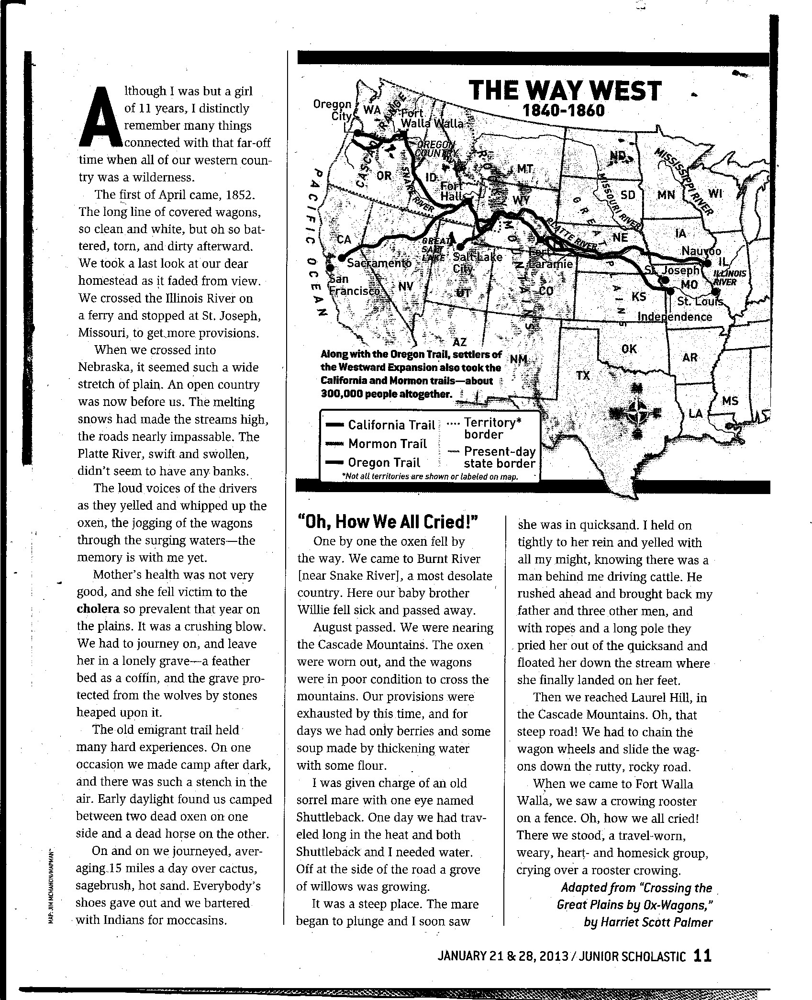 Although I was but a girl
of 11 years, I distinctly
remember many things
connected with that far-off
time when all of our western coun-
try was a wilderness.
The first of April came, 1852.
The long line of covered wagons,
so clean and white, but oh so bat-
tered, torn, and dirty afterward.
We took a last look at our dear
homestead as it faded from view.
We crossed the Illinois River on
a ferry and stopped at St. Joseph,
Missouri, to get more provisions.
When we crossed into
Nebraska, it seemed such a wide
stretch of plain. An open country
was now before us. The melting
snows had made the streams high,
the roads nearly impassable. The
Platte River, swift and swollen,
didn't seem to have any banks.
The loud voices of the drivers
as they yelled and whipped up the
oxen, the jogging of the wagons
through the surging waters—the
memory is with me yet.
Mother's health was not very
good, and she fell victim to the
cholera so prevalent that year on
the plains. It was a crushing blow.
We had to journey on, and leave
her in a lonely grave—a feather
bed as a coffin, and the grave pro-
tected from the wolves by stones
heaped upon it.
The old emigrant trail held
many hard experiences. On one
occasion we made camp after dark,
and there was such a stench in the
air. Early daylight found us camped
between two dead oxen on one
side and a dead horse on the other.
On and on we journeyed, aver-
aging 15 miles a day over cactus,
sagebrush, hot sand. Everybody's
shoes gave out and we bartered
with Indians for moccasins.
MAP: JIM MCMAHON/MAPMAN™
THE WAY WEST
1840-1860
Oregon
City
WA
CASCADE RANGE
Fort
Walla Walla
OREGON
COUNTRY
OR
SNAKE RIVER
ID
Fort
Hall
ROCKY MOUNTAINS
MT
WY
ND
SD
MN
WI
MISSISSIPPI RIVER
MISSOURI RIVER
GREAT PLAINS
PLATTE RIVER
NE
IA
PACIFIC OCEAN
CA
Sacramento
San
Francisco
NV
GREAT
SALT
LAKE
Salt Lake
City
UT
Fort
Laramie
CO
Nauvoo
IL
ILLINOIS
RIVER
St. Joseph
MO
St. Louis
KS
Independence
AZ
NM
OK
AR
TX
LA
MS
N
W
E
S
Along with the Oregon Trail, settlers of
the Westward Expansion also took the
California and Mormon trails—about
300,000 people altogether.
California Trail
Mormon Trail
Oregon Trail
Territory*
border
Present-day
state border
*Not all territories are shown or labeled on map.
"Oh, How We All Cried!"
One by one the oxen fell by
the way. We came to Burnt River
[near Snake River], a most desolate
country. Here our baby brother
Willie fell sick and passed away.
August passed. We were nearing
the Cascade Mountains. The oxen
were worn out, and the wagons
were in poor condition to cross the
mountains. Our provisions were
exhausted by this time, and for
days we had only berries and some
soup made by thickening water
with some flour.
I was given charge of an old
sorrel mare with one eye named
Shuttleback. One day we had trav-
eled long in the heat and both
Shuttleback and I needed water.
Off at the side of the road a grove
of willows was growing.
It was a steep place. The mare
began to plunge and I soon saw
she was in quicksand. I held on
tightly to her rein and yelled with
all my might, knowing there was a
man behind me driving cattle. He
rushed ahead and brought back my
father and three other men, and
with ropes and a long pole they
pried her out of the quicksand and
floated her down the stream where
she finally landed on her feet.
Then we reached Laurel Hill, in
the Cascade Mountains. Oh, that
steep road! We had to chain the
wagon wheels and slide the wag-
ons down the rutty, rocky road.
When we came to Fort Walla
Walla, we saw a crowing rooster
on a fence. Oh, how we all cried!
There we stood, a travel-worn,
weary, heart- and homesick group,
crying over a rooster crowing.
Adapted from "Crossing the
Great Plains by Ox-Wagons,"
by Harriet Scott Palmer
JANUARY 21 & 28, 2013 / JUNIOR SCHOLASTIC 11